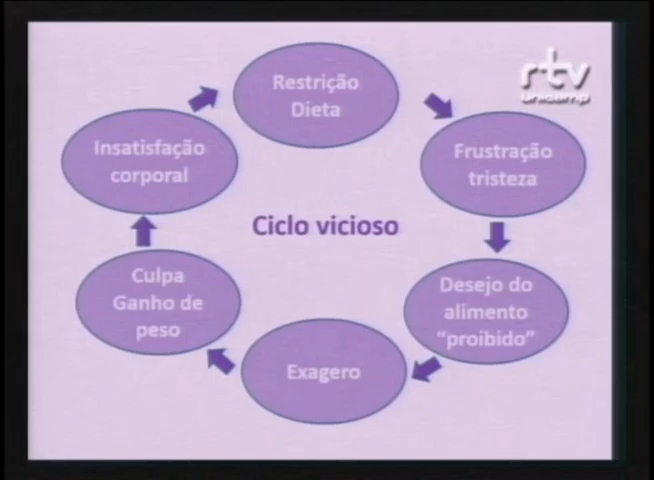 Restrição
Dieta
rtv
unicamp
Insatisfação
corporal
Frustração
tristeza
Ciclo vicioso
Culpa
Ganho de
peso
Desejo do
alimento
“proibido”
Exagero